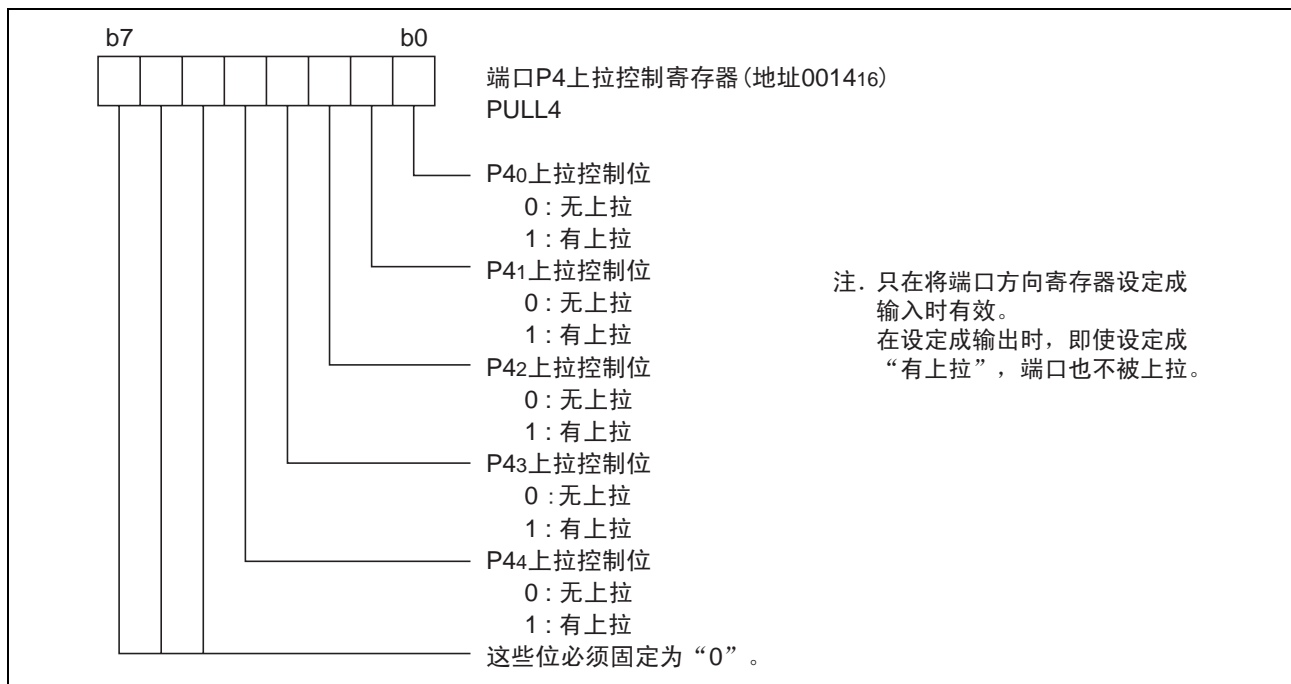 b7 b0
端口P4上拉控制寄存器(地址001416)
PULL4
P40上拉控制位
0 : 无上拉
1 : 有上拉
P41上拉控制位
0 : 无上拉
1 : 有上拉
P42上拉控制位
0 : 无上拉
1 : 有上拉
P43上拉控制位
0 : 无上拉
1 : 有上拉
P44上拉控制位
0 : 无上拉
1 : 有上拉
这些位必须固定为“0”。
注. 只在将端口方向寄存器设定成
输入时有效。
在设定成输出时，即使设定成
“有上拉”，端口也不被上拉。